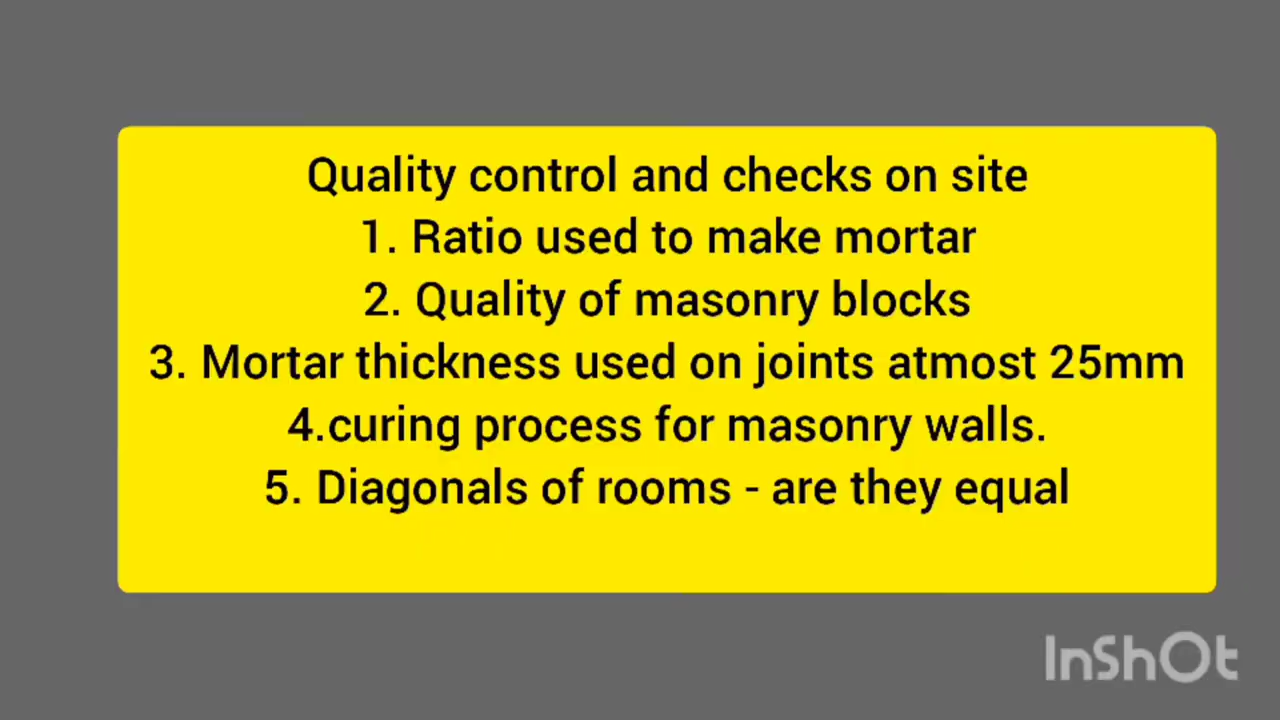 Quality control and checks on site
1. Ratio used to make mortar
2. Quality of masonry blocks
3. Mortar thickness used on joints atmost 25mm
4.curing process for masonry walls.
5. Diagonals of rooms - are they equal
InShOt